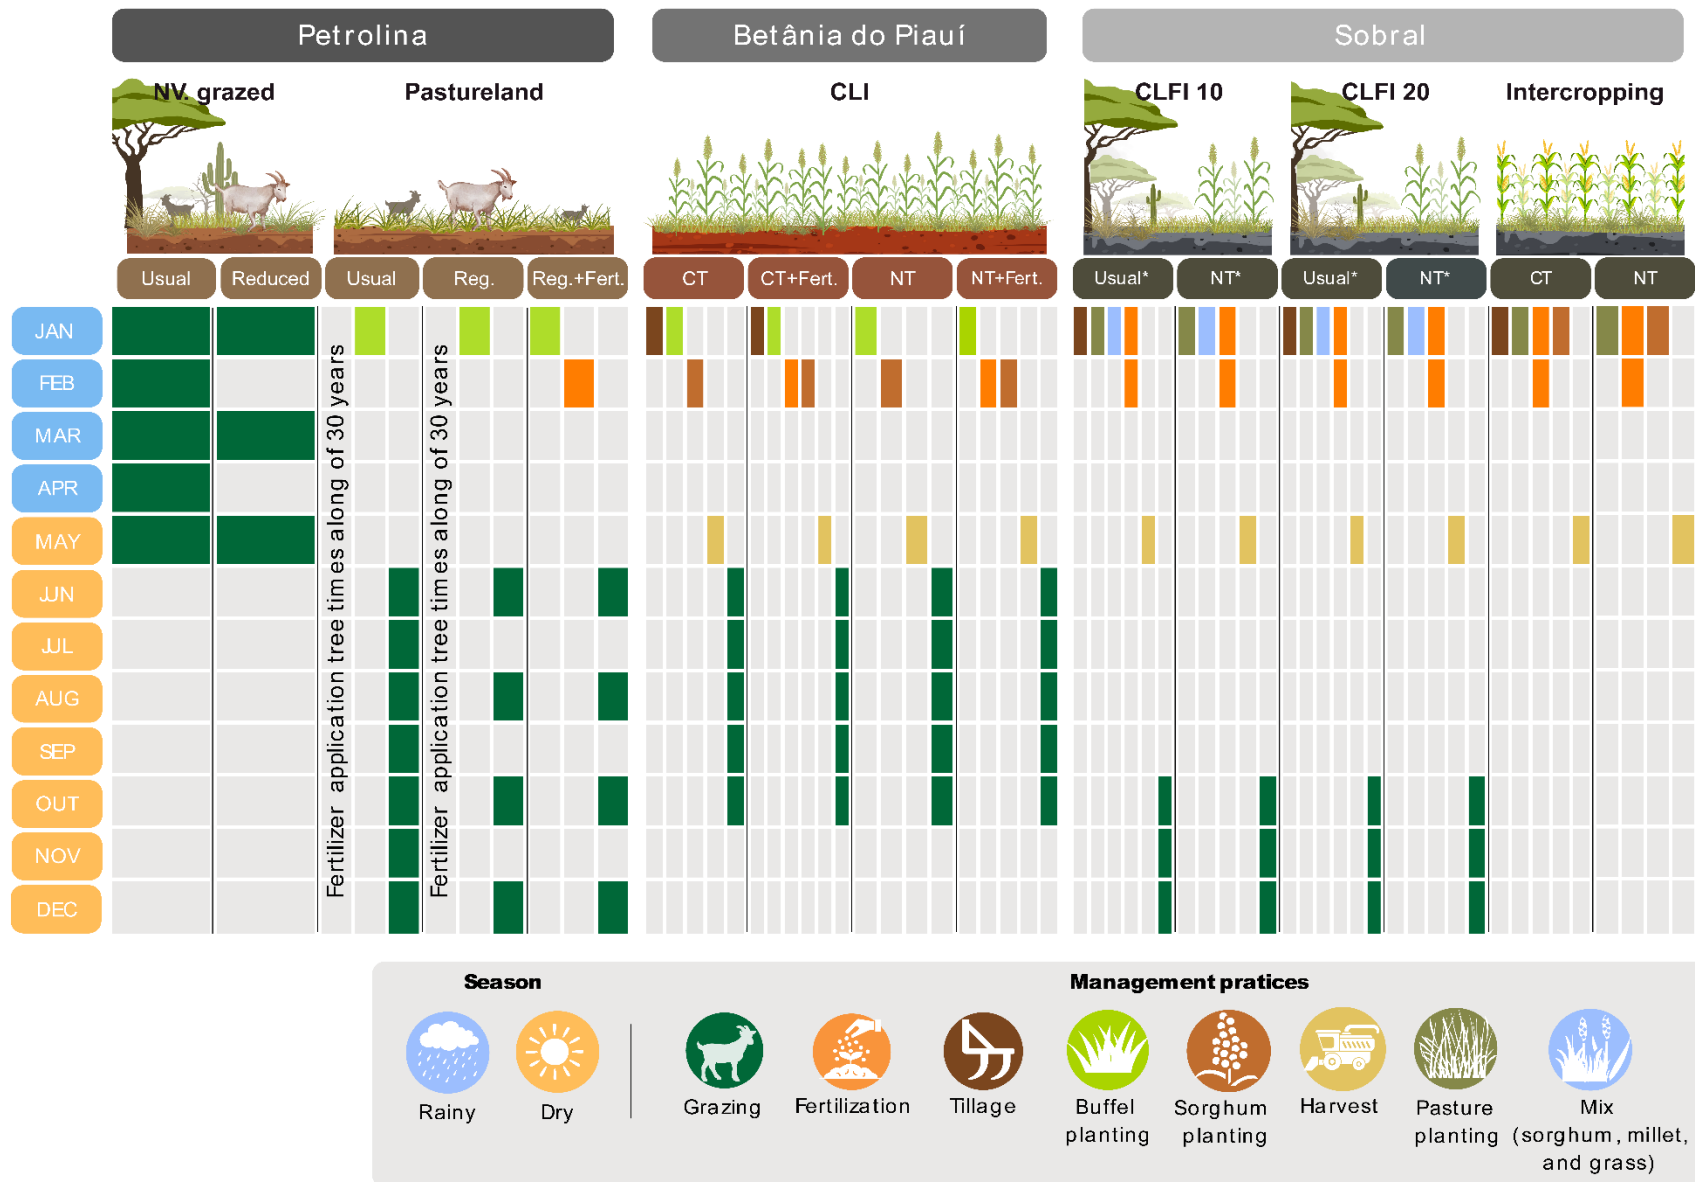 Petrolina
Betânia do Piauí
Sobral
NV. grazed
Pastureland
CLI
CLFI 10
CLFI 20
Intercropping
Usual
Reduced
Usual
Reg.
Reg.+Fert.
CT
CT+Fert.
NT
NT+Fert.
Usual*
NT*
Usual*
NT*
CT
NT
JAN
FEB
MAR
APR
MAY
JUN
JUL
AUG
SEP
OUT
NOV
DEC
Fertilizer application tree times along of 30 years
Fertilizer application tree times along of 30 years
Season
Management pratices
Rainy
Dry
Grazing
Fertilization
Tillage
Buffel
planting
Sorghum
planting
Harvest
Pasture
planting
Mix
(sorghum, millet,
and grass)